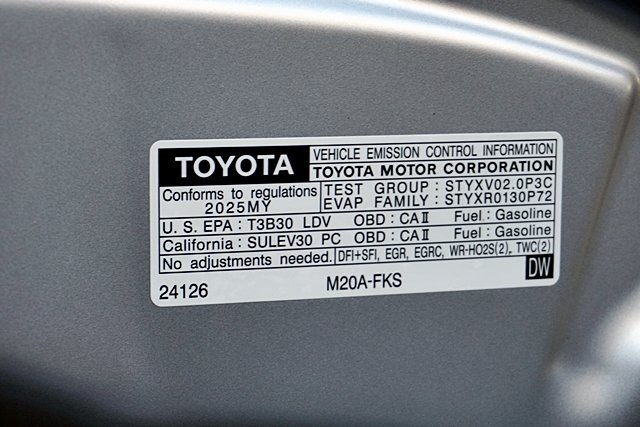 TOYOTA VEHICLE EMISSION CONTROL INFORMATION
TOYOTA MOTOR CORPORATION
Conforms to regulations TEST GROUP : STYXV02.0P3C
2025MY EVAP FAMILY : STYXR0130P72
U. S. EPA : T3B30 LDV OBD : CAⅡ Fuel : Gasoline
California : SULEV30 PC OBD : CAⅡ Fuel : Gasoline
No adjustments needed. DFI+SFI, EGR, EGRC, WR-HO2S(2), TWC(2)
DW
24126 M20A-FKS